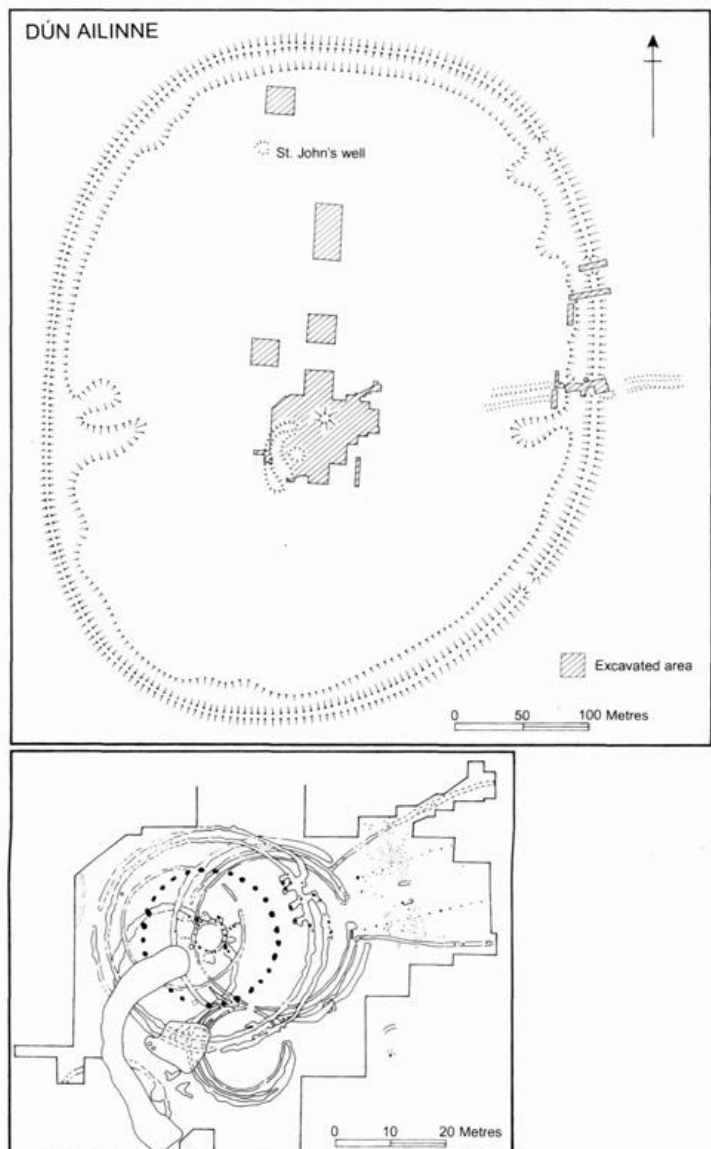 DÚN AILINNE
St. John's well
Excavated area
0 50 100 Metres
0 10 20 Metres